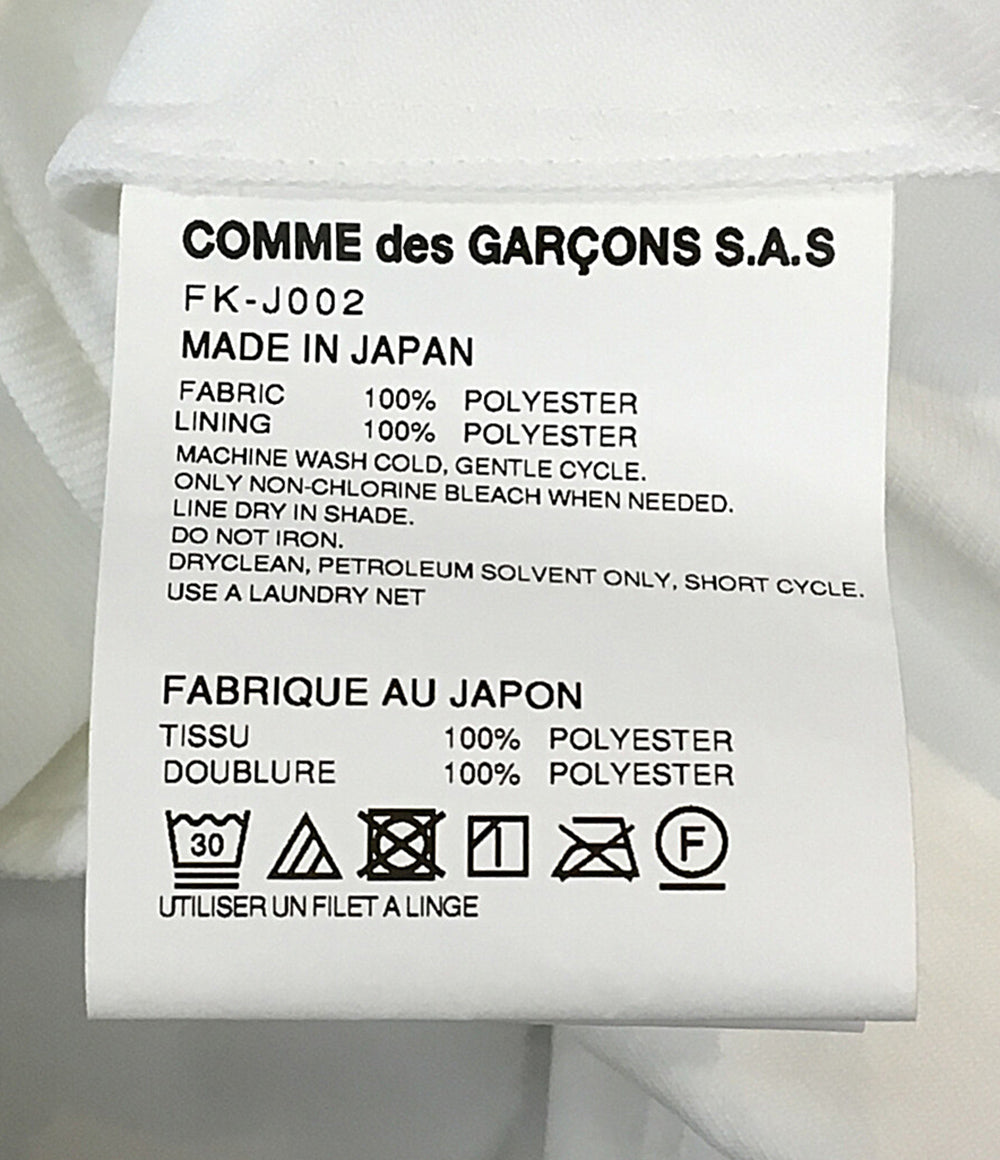 COMME des GARÇONS S.A.S
FK-J002
MADE IN JAPAN
FABRIC 100% POLYESTER
LINING 100% POLYESTER
MACHINE WASH COLD, GENTLE CYCLE.
ONLY NON-CHLORINE BLEACH WHEN NEEDED.
LINE DRY IN SHADE.
DO NOT IRON.
DRYCLEAN, PETROLEUM SOLVENT ONLY, SHORT CYCLE.
USE A LAUNDRY NET
FABRIQUE AU JAPON
TISSU 100% POLYESTER
DOUBLURE 100% POLYESTER
30 F
UTILISER UN FILET A LINGE